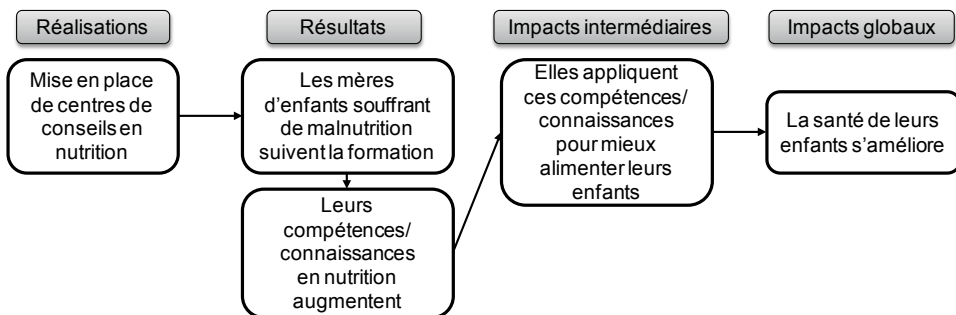 Réalisations
Résultats
Impacts intermédiaires
Impacts globaux
Mise en place
de centres de
conseils en
nutrition
Les mères
d'enfants souffrant
de malnutrition
suivent la formation
Leurs
compétences/
connaissances
en nutrition
augmentent
Elles appliquent
ces compétences/
connaissances
pour mieux
alimenter leurs
enfants
La santé de leurs
enfants s'améliore